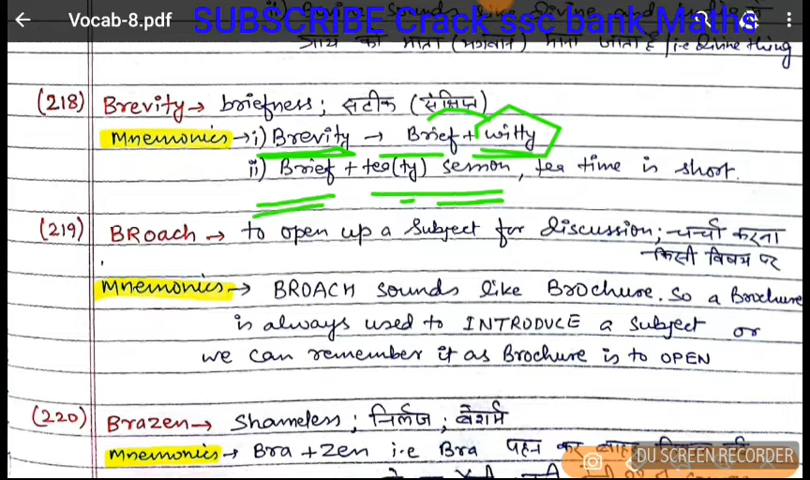 Vocab-8.pdf
SUBSCRIBE Crack ssc bank Maths
(218) Brevity → briefness; सटीक (संक्षिप्त)
Mnemonics → i) Brevity → Brief + witty
ii) Brief + tea(ty) semon, tea time is short.
(219) BRoach → to open up a subject for discussion; चर्चा करना
किसी विषय पर
Mnemonics → BROACH sounds like Brochure. So a Brochure
is always used to INTRODUCE a subject or
we can remember it as Brochure is to OPEN
(220) Brazen → Shameless; निर्लज; बेशर्म
Mnemonics → Bra + Zen i.e Bra पहन कर
DU SCREEN RECORDER